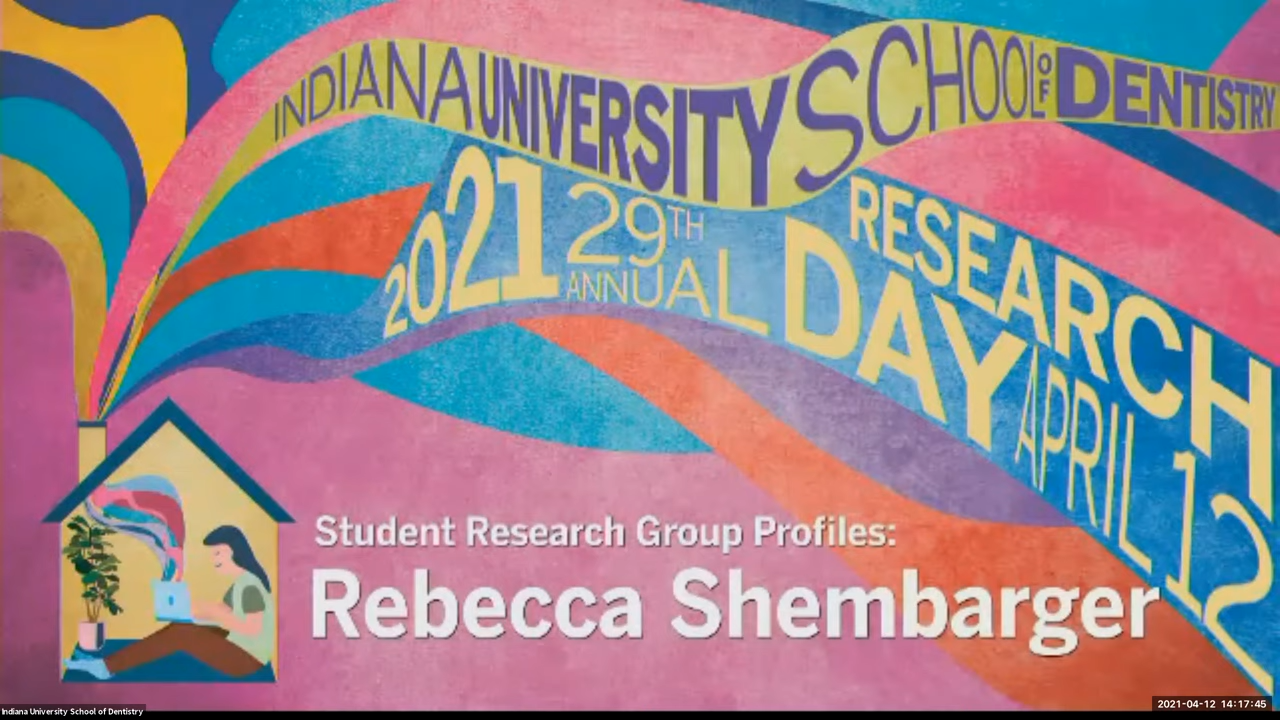 INDIANA UNIVERSITY SCHOOL OF DENTISTRY
2021 29TH ANNUAL RESEARCH DAY APRIL 12
Student Research Group Profiles:
Rebecca Shembarger
Indiana University School of Dentistry
2021-04-12 14:17:45